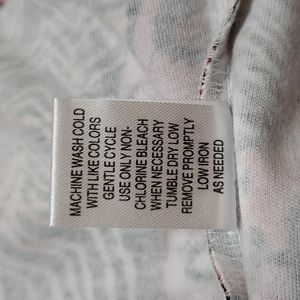 MACHINE WASH COLD
WITH LIKE COLORS
GENTLE CYCLE
USE ONLY NON-
CHLORINE BLEACH
WHEN NECESSARY
TUMBLE DRY LOW
REMOVE PROMPTLY
LOW IRON
AS NEEDED